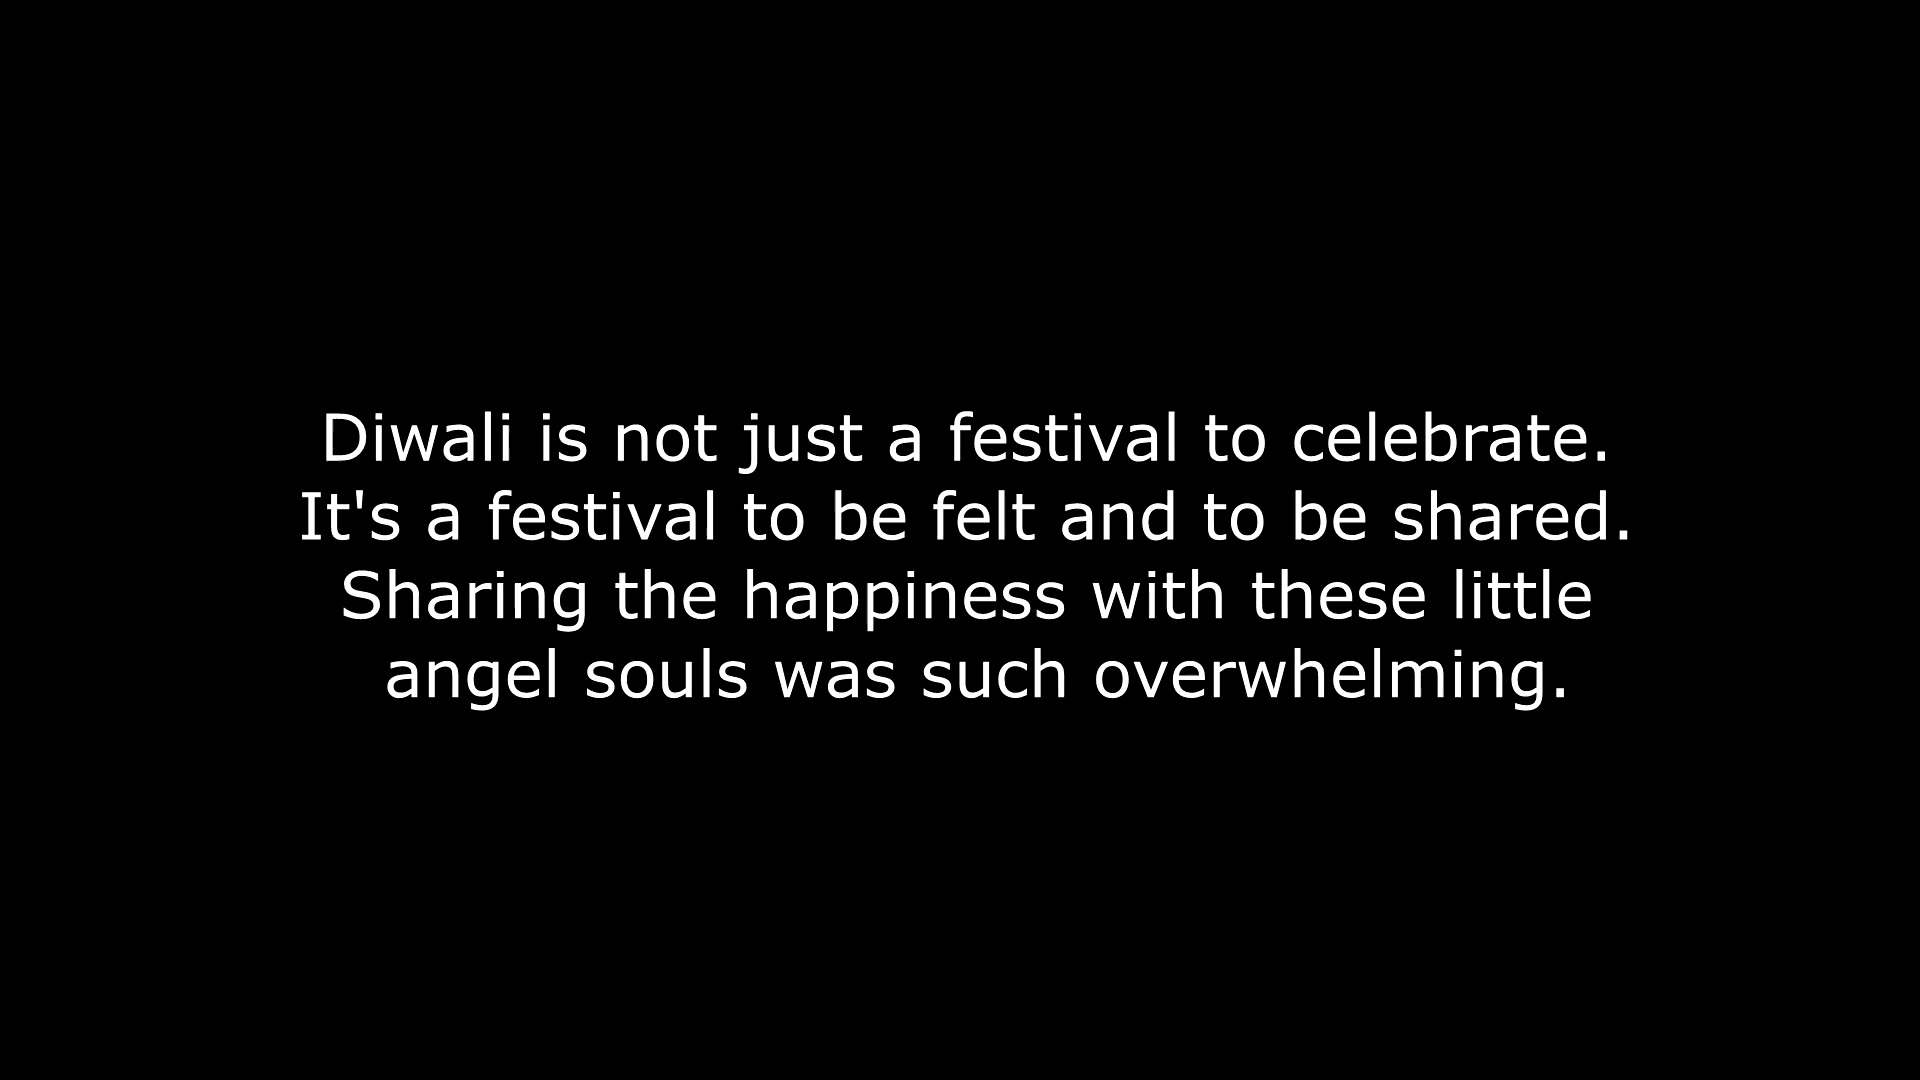 Diwali is not just a festival to celebrate.
It's a festival to be felt and to be shared.
Sharing the happiness with these little
angel souls was such overwhelming.